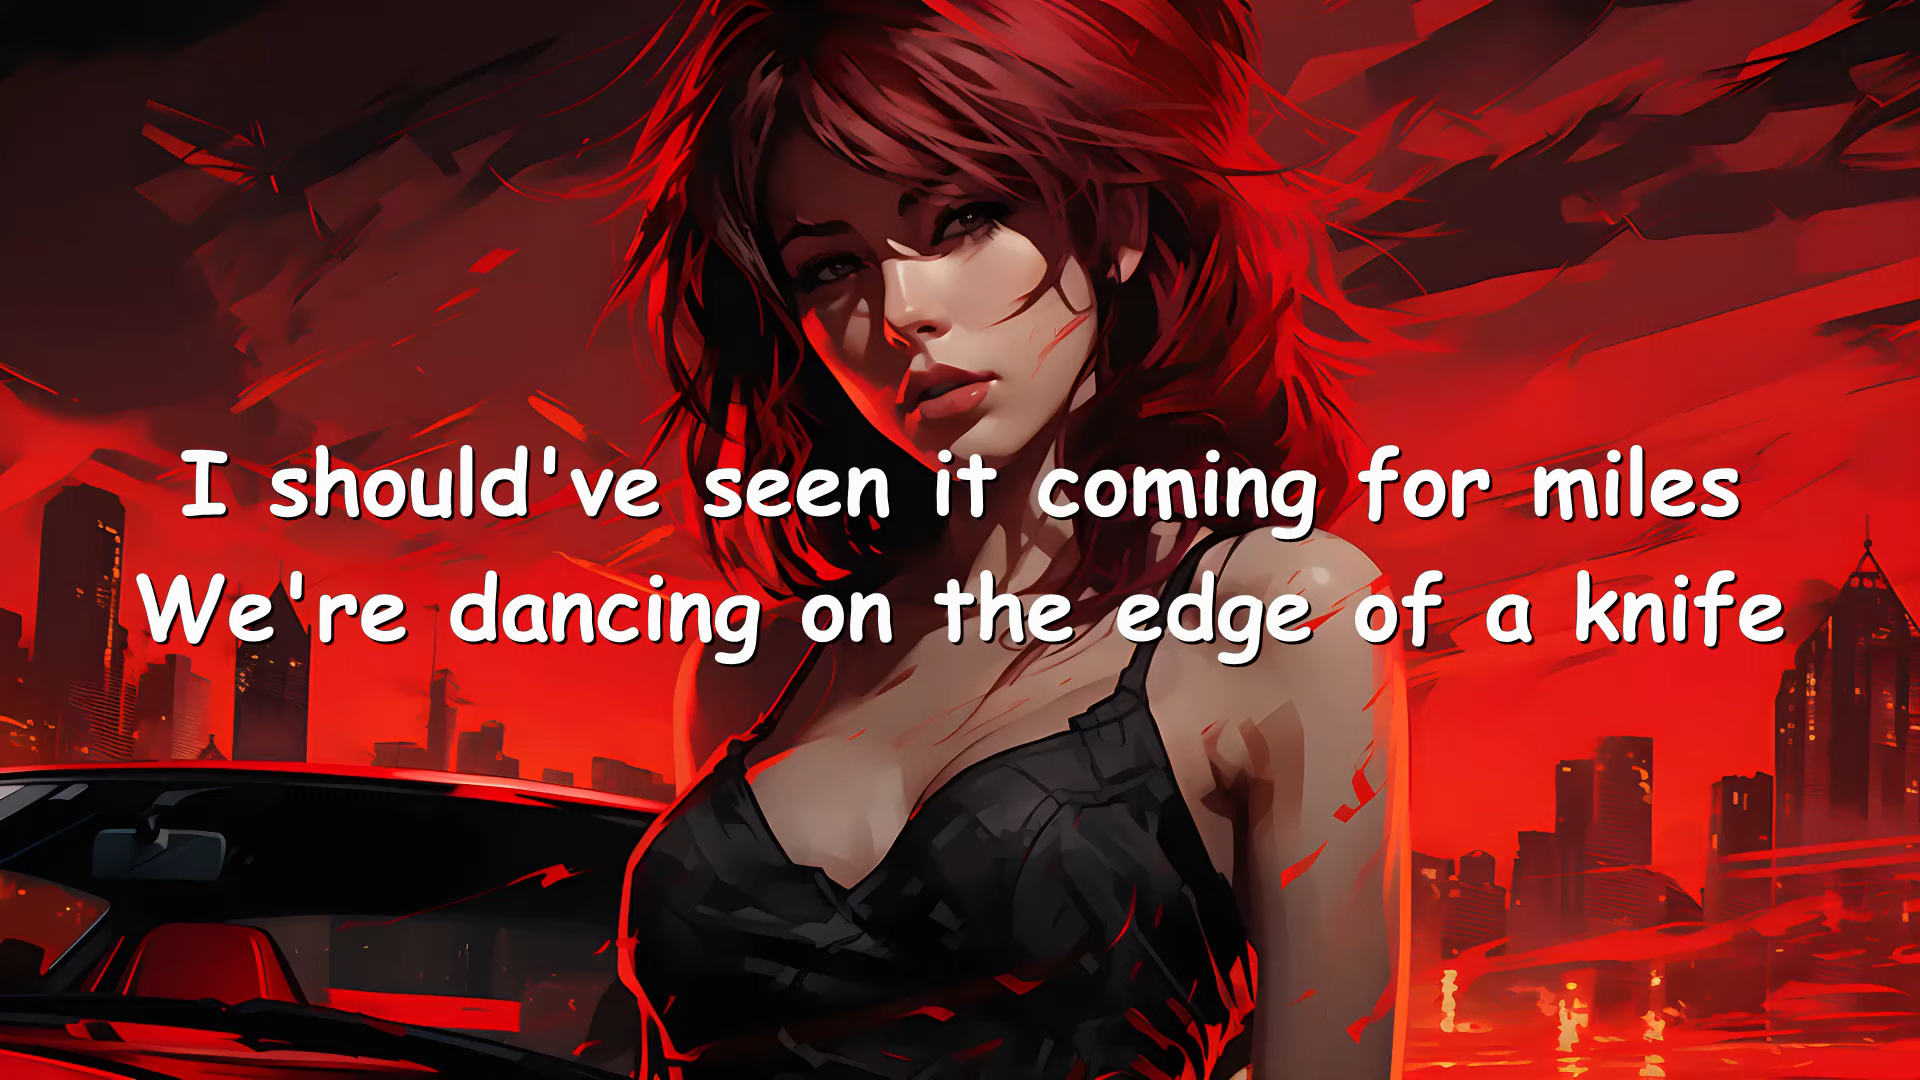 I should've seen it coming for miles
We're dancing on the edge of a knife